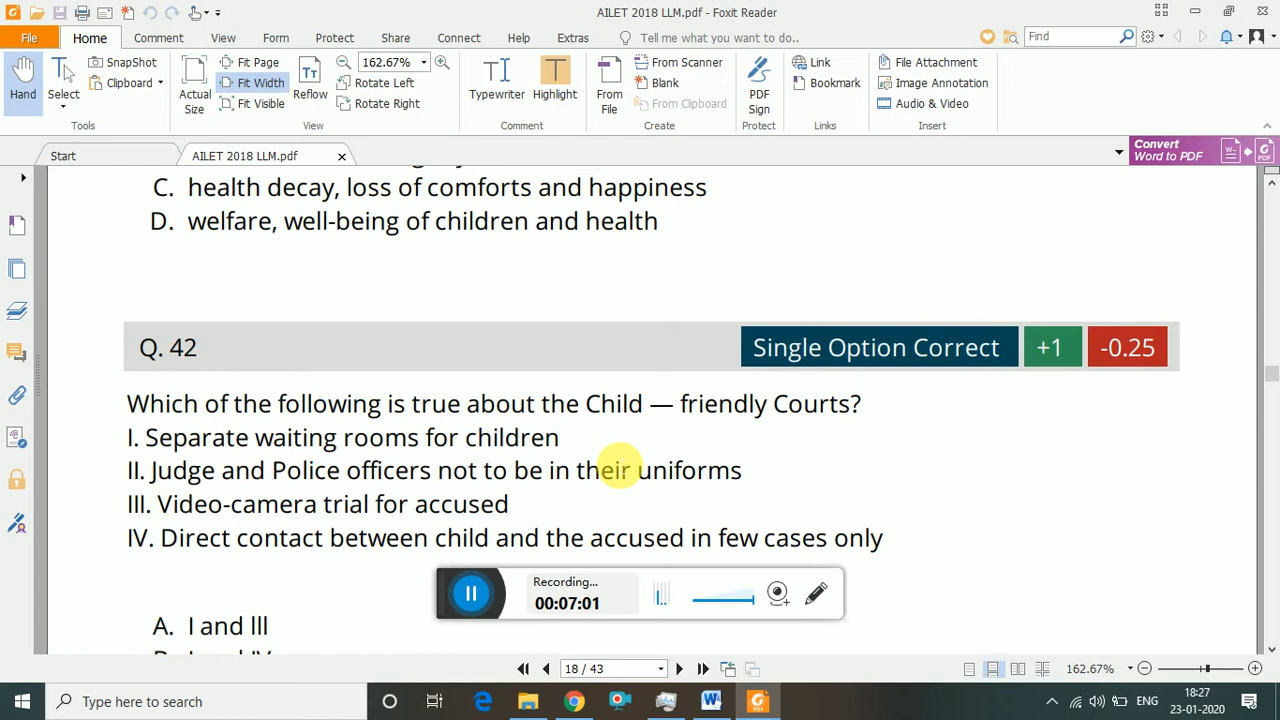 AILET 2018 LLM.pdf - Foxit Reader
File Home Comment View Form Protect Share Connect Help Extras Tell me what you want to do.. Find
Hand
Select
SnapShot
Clipboard
Tools
Actual Size
Fit Page
Fit Width
Fit Visible
Reflow
162.67%
Rotate Left
Rotate Right
View
Typewriter
Highlight
Comment
From File
From Scanner
Blank
From Clipboard
Create
PDF Sign
Protect
Link
Bookmark
Links
File Attachment
Image Annotation
Audio & Video
Insert
Start
AILET 2018 LLM.pdf
Convert
Word to PDF
C. health decay, loss of comforts and happiness
D. welfare, well-being of children and health
Q. 42 Single Option Correct +1 -0.25
Which of the following is true about the Child — friendly Courts?
I. Separate waiting rooms for children
II. Judge and Police officers not to be in their uniforms
III. Video-camera trial for accused
IV. Direct contact between child and the accused in few cases only
Recording...
00:07:01
A. I and lll
18 / 43
162.67%
Type here to search
ENG
18:27
23-01-2020